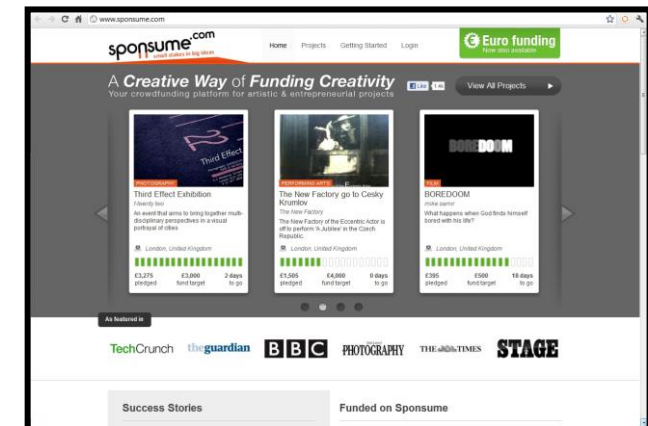 www.sponsume.com
sponsume.com
small stakes in big ideas
Home Projects Getting Started Login
Euro funding
Now also available
A Creative Way of Funding Creativity
Your crowdfunding platform for artistic & entrepreneurial projects
Like
View All Projects
Third Effect
PHOTOGRAPHY
Third Effect Exhibition
An event that aims to bring together multi-
disciplinary perspectives in a visual
portrayal of cities
London, United Kingdom
£3,275 £3,000 2 days
pledged fund target to go
PERFORMING ARTS
The New Factory go to Cesky
Krumlov
The New Factory
The New Factory of the Eccentric Actor is
off to perform 'A Jubilee' in the Czech
Republic.
London, United Kingdom
£1,505 £4,000 0 days
pledged fund target to go
BOREDOOM
FILM
BOREDOOM
What happens when God finds himself
bored with his life?
London, United Kingdom
£395 £500 18 days
pledged fund target to go
As featured in
TechCrunch theguardian BBC PHOTOGRAPHY THE TIMES STAGE
Success Stories
Funded on Sponsume